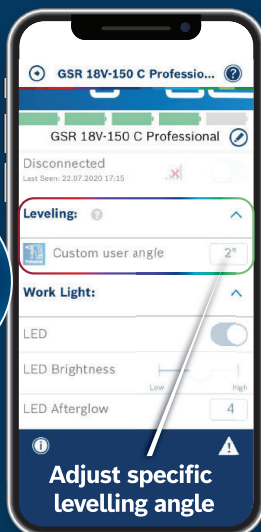 GSR 18V-150 C Professio... ?
GSR 18V-150 C Professional
Disconnected
Last Seen: 22.07.2020 17:15
Leveling: ?
Custom user angle 2°
Work Light:
LED
LED Brightness
Low High
LED Afterglow 4
Adjust specific
levelling angle